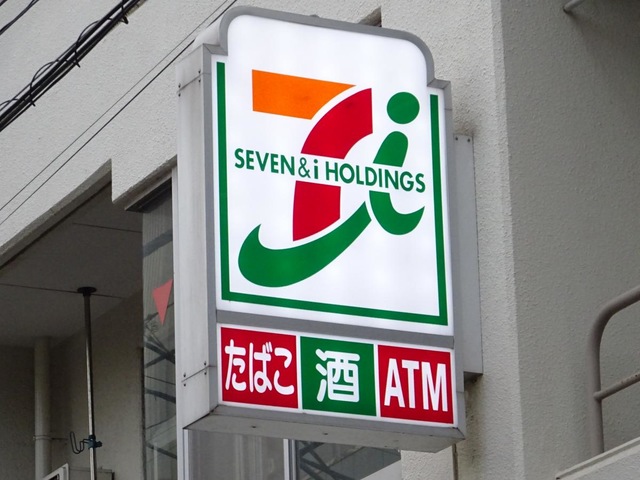 SEVEN & i HOLDINGS
たばこ 酒 ATM